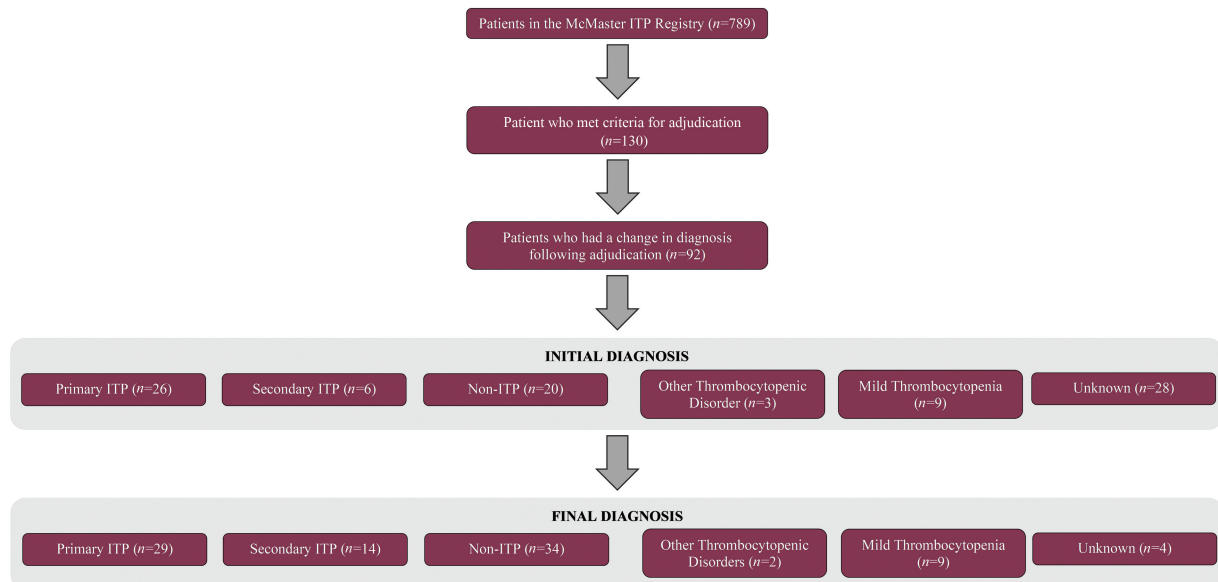 Patients in the McMaster ITP Registry (n=789)
Patient who met criteria for adjudication
(n=130)
Patients who had a change in diagnosis
following adjudication (n=92)
INITIAL DIAGNOSIS
Primary ITP (n=26)
Secondary ITP (n=6)
Non-ITP (n=20)
Other Thrombocytopenic
Disorder (n=3)
Mild Thrombocytopenia
(n=9)
Unknown (n=28)
FINAL DIAGNOSIS
Primary ITP (n=29)
Secondary ITP (n=14)
Non-ITP (n=34)
Other Thrombocytopenic
Disorders (n=2)
Mild Thrombocytopenia
(n=9)
Unknown (n=4)